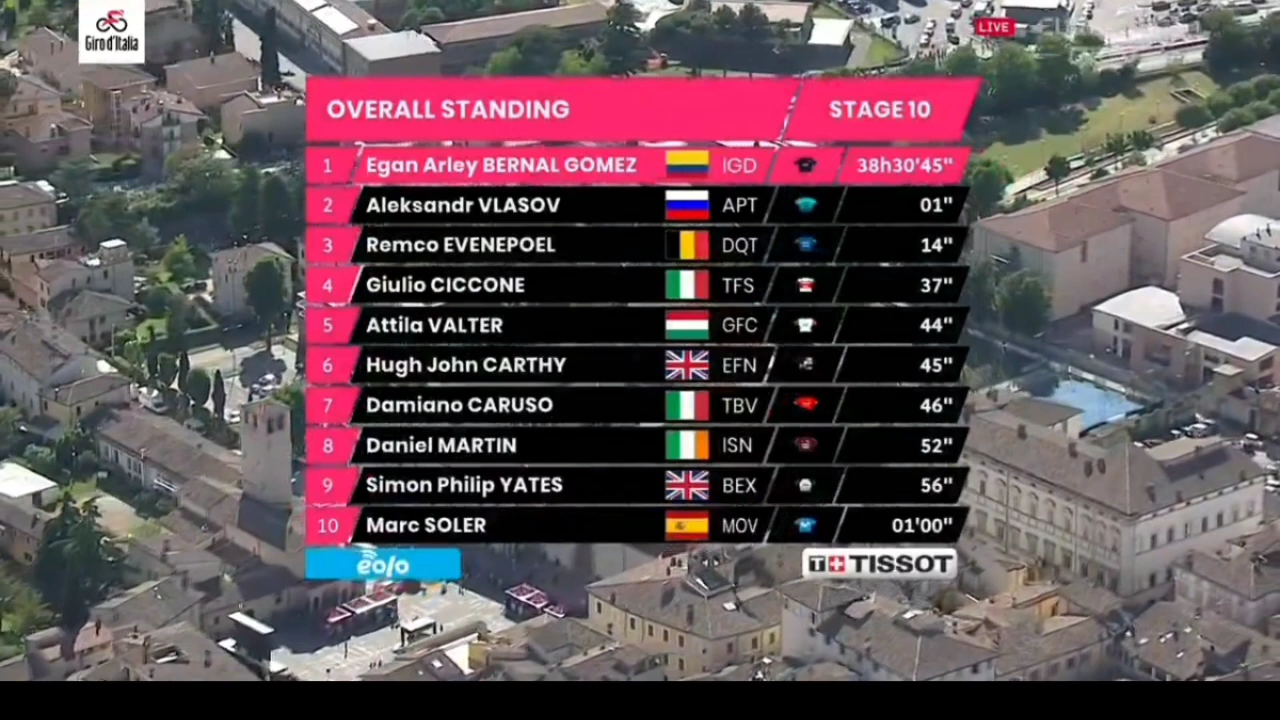 Giro d'Italia
LIVE
OVERALL STANDING STAGE 10
1 Egan Arley BERNAL GOMEZ IGD 38h30'45"
2 Aleksandr VLASOV APT 01"
3 Remco EVENEPOEL DQT 14"
4 Giulio CICCONE TFS 37"
5 Attila VALTER GFC 44"
6 Hugh John CARTHY EFN 45"
7 Damiano CARUSO TBV 46"
8 Daniel MARTIN ISN 52"
9 Simon Philip YATES BEX 56"
10 Marc SOLER MOV 01'00"
eolo T+ TISSOT